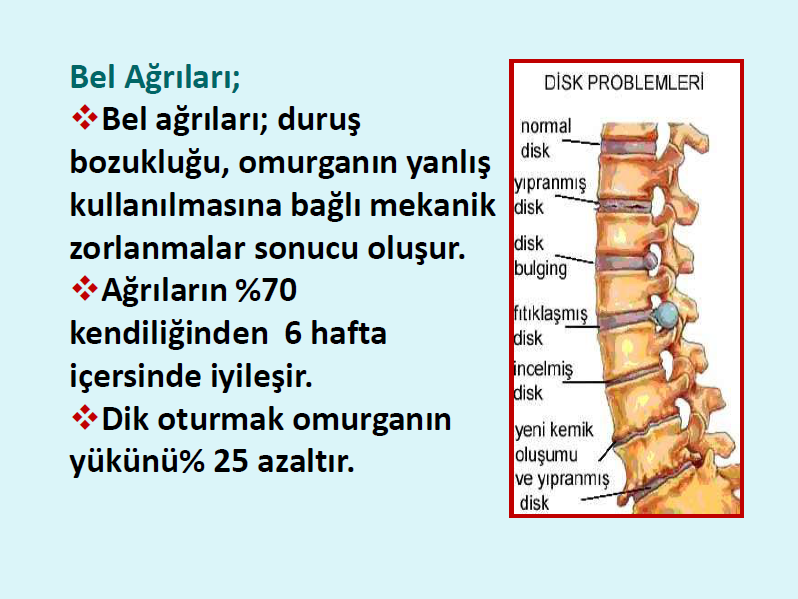 Bel Ağrıları;
❖Bel ağrıları; duruş
bozukluğu, omurganın yanlış
kullanılmasına bağlı mekanik
zorlanmalar sonucu oluşur.
❖Ağrıların %70
kendiliğinden  6 hafta
içersinde iyileşir.
❖Dik oturmak omurganın
yükünü% 25 azaltır.
DİSK PROBLEMLERİ
normal
disk
yıpranmış
disk
disk
bulging
fıtıklaşmış
disk
incelmiş
disk
yeni kemik
oluşumu
ve yıpranmış
disk